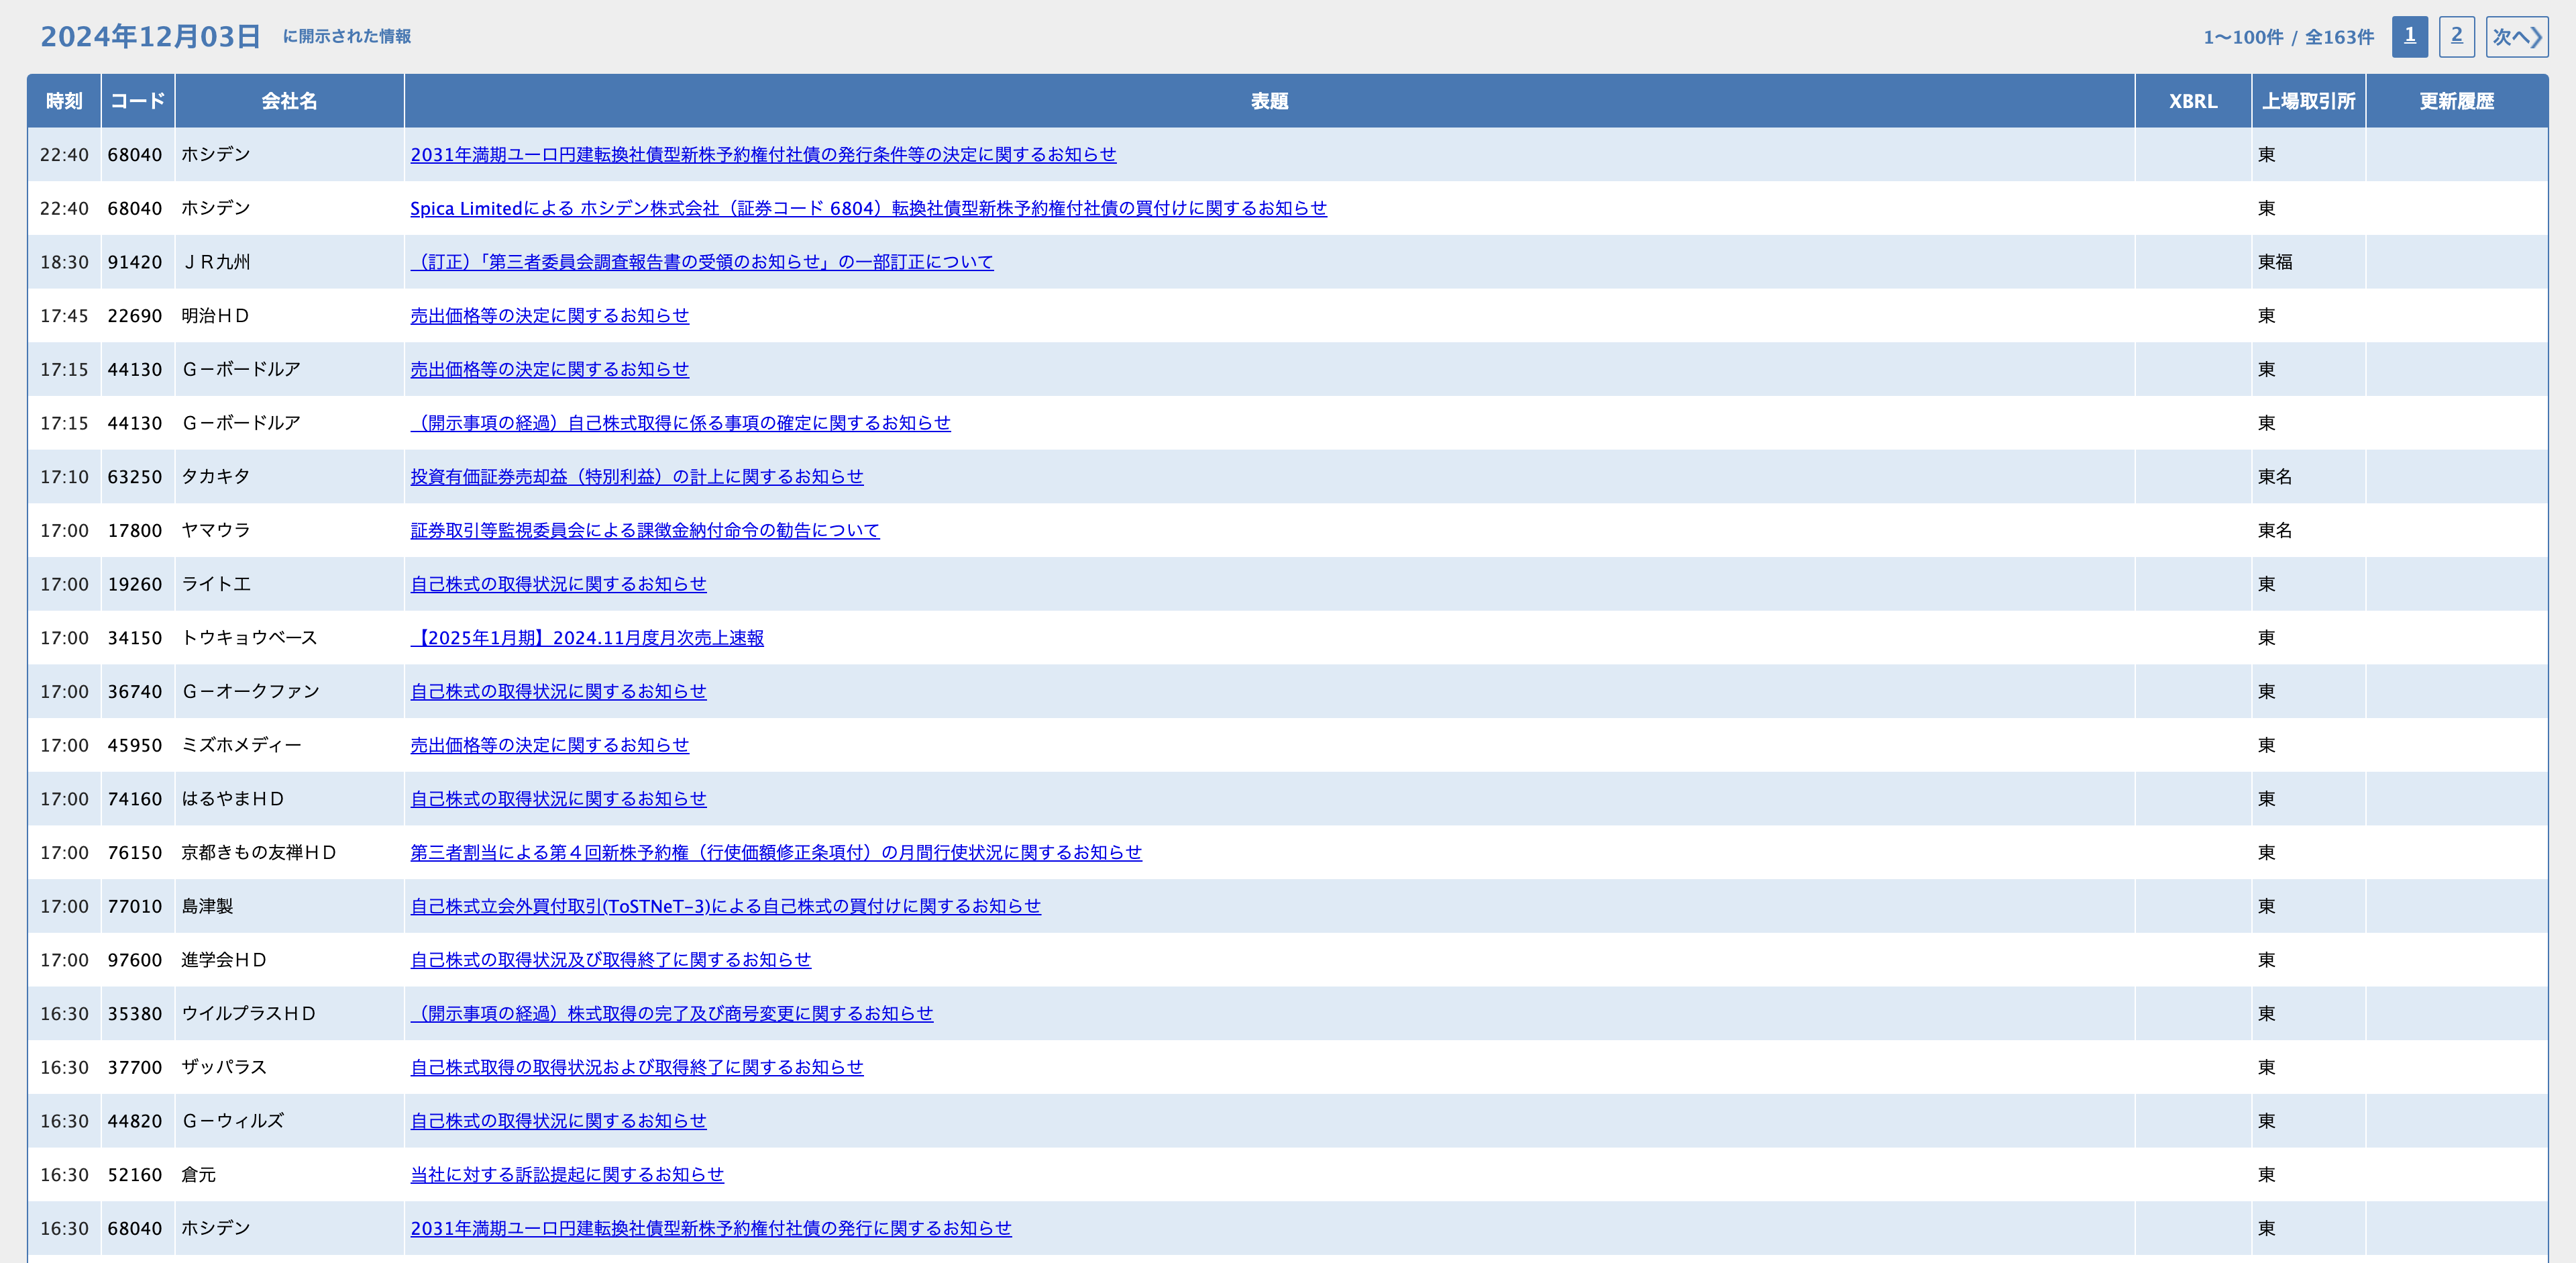 2024年12月03日 に開示された情報 1～100件 / 全163件 1 2 次へ❯
時刻 コード 会社名 表題 XBRL 上場取引所 更新履歴
22:40 68040 ホシデン 2031年満期ユーロ円建転換社債型新株予約権付社債の発行条件等の決定に関するお知らせ 東
22:40 68040 ホシデン Spica Limitedによる ホシデン株式会社（証券コード 6804）転換社債型新株予約権付社債の買付けに関するお知らせ 東
18:30 91420 ＪＲ九州 （訂正）「第三者委員会調査報告書の受領のお知らせ」の一部訂正について 東福
17:45 22690 明治ＨＤ 売出価格等の決定に関するお知らせ 東
17:15 44130 Ｇ－ボードルア 売出価格等の決定に関するお知らせ 東
17:15 44130 Ｇ－ボードルア （開示事項の経過）自己株式取得に係る事項の確定に関するお知らせ 東
17:10 63250 タカキタ 投資有価証券売却益（特別利益）の計上に関するお知らせ 東名
17:00 17800 ヤマウラ 証券取引等監視委員会による課徴金納付命令の勧告について 東名
17:00 19260 ライト工 自己株式の取得状況に関するお知らせ 東
17:00 34150 トウキョウベース 【2025年1月期】2024.11月度月次売上速報 東
17:00 36740 Ｇ－オークファン 自己株式の取得状況に関するお知らせ 東
17:00 45950 ミズホメディー 売出価格等の決定に関するお知らせ 東
17:00 74160 はるやまＨＤ 自己株式の取得状況に関するお知らせ 東
17:00 76150 京都きもの友禅ＨＤ 第三者割当による第４回新株予約権（行使価額修正条項付）の月間行使状況に関するお知らせ 東
17:00 77010 島津製 自己株式立会外買付取引(ToSTNeT-3)による自己株式の買付けに関するお知らせ 東
17:00 97600 進学会ＨＤ 自己株式の取得状況及び取得終了に関するお知らせ 東
16:30 35380 ウイルプラスＨＤ （開示事項の経過）株式取得の完了及び商号変更に関するお知らせ 東
16:30 37700 ザッパラス 自己株式取得の取得状況および取得終了に関するお知らせ 東
16:30 44820 Ｇ－ウィルズ 自己株式の取得状況に関するお知らせ 東
16:30 52160 倉元 当社に対する訴訟提起に関するお知らせ 東
16:30 68040 ホシデン 2031年満期ユーロ円建転換社債型新株予約権付社債の発行に関するお知らせ 東